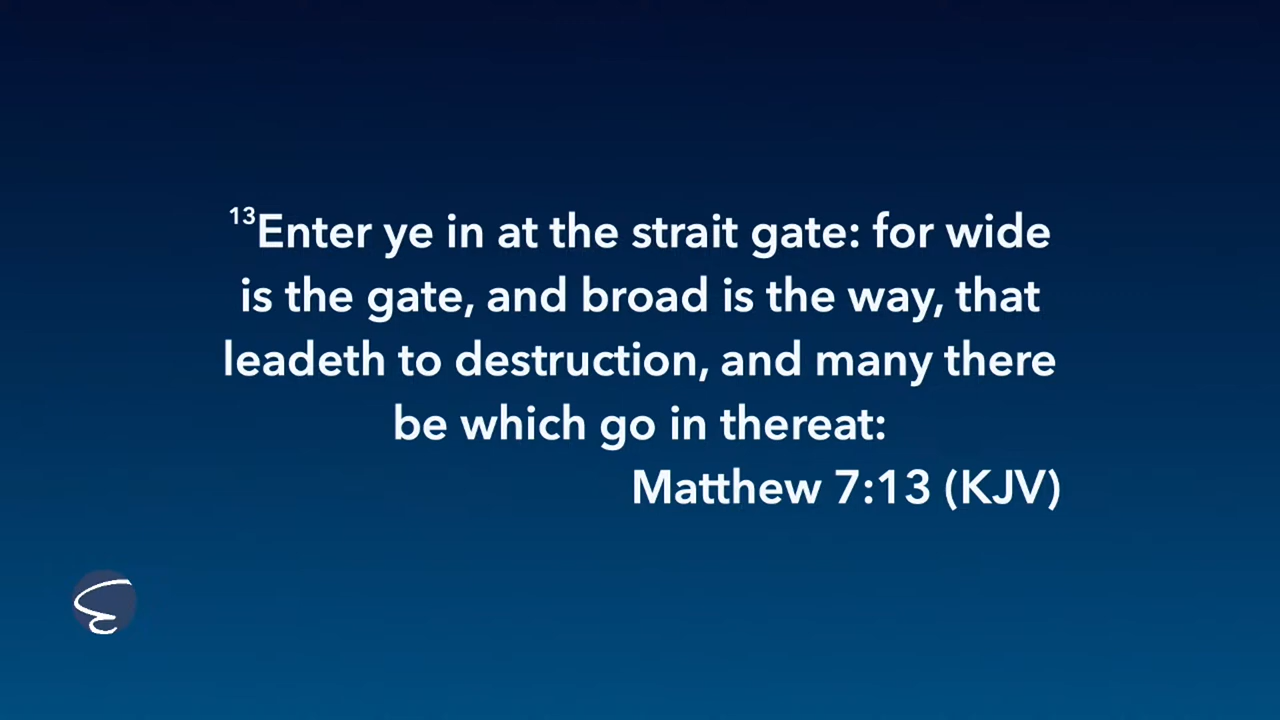 ¹³Enter ye in at the strait gate: for wide
is the gate, and broad is the way, that
leadeth to destruction, and many there
be which go in thereat:
Matthew 7:13 (KJV)